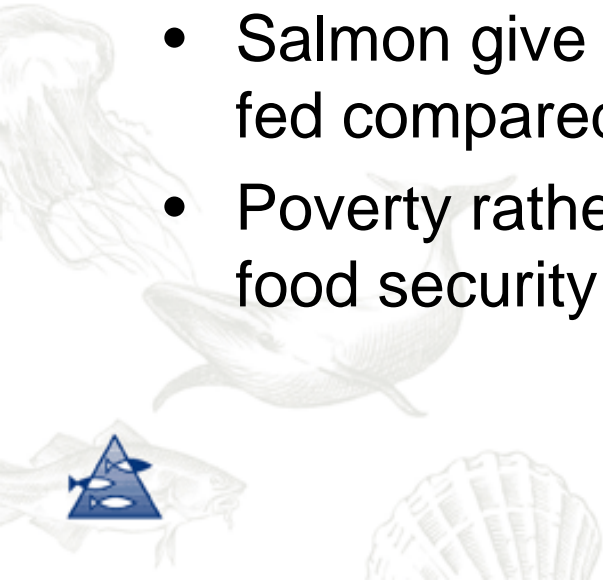 • Salmon give
fed compared
• Poverty rathe
food security